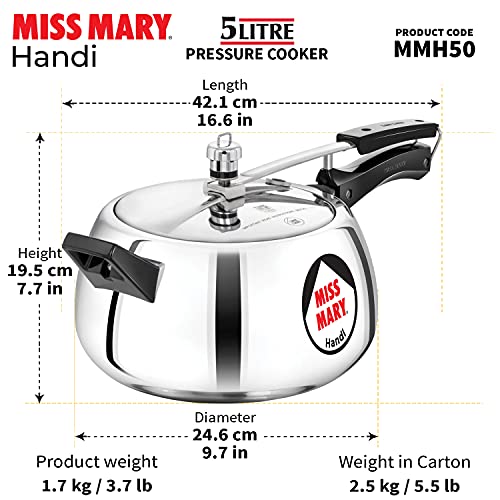 MISS MARY
Handi
5 LITRE
PRESSURE COOKER
PRODUCT CODE
MMH50
Length
42.1 cm
16.6 in
Height
19.5 cm
7.7 in
MISS
MARY
Handi
Diameter
24.6 cm
9.7 in
Product weight
1.7 kg / 3.7 lb
Weight in Carton
2.5 kg / 5.5 lb